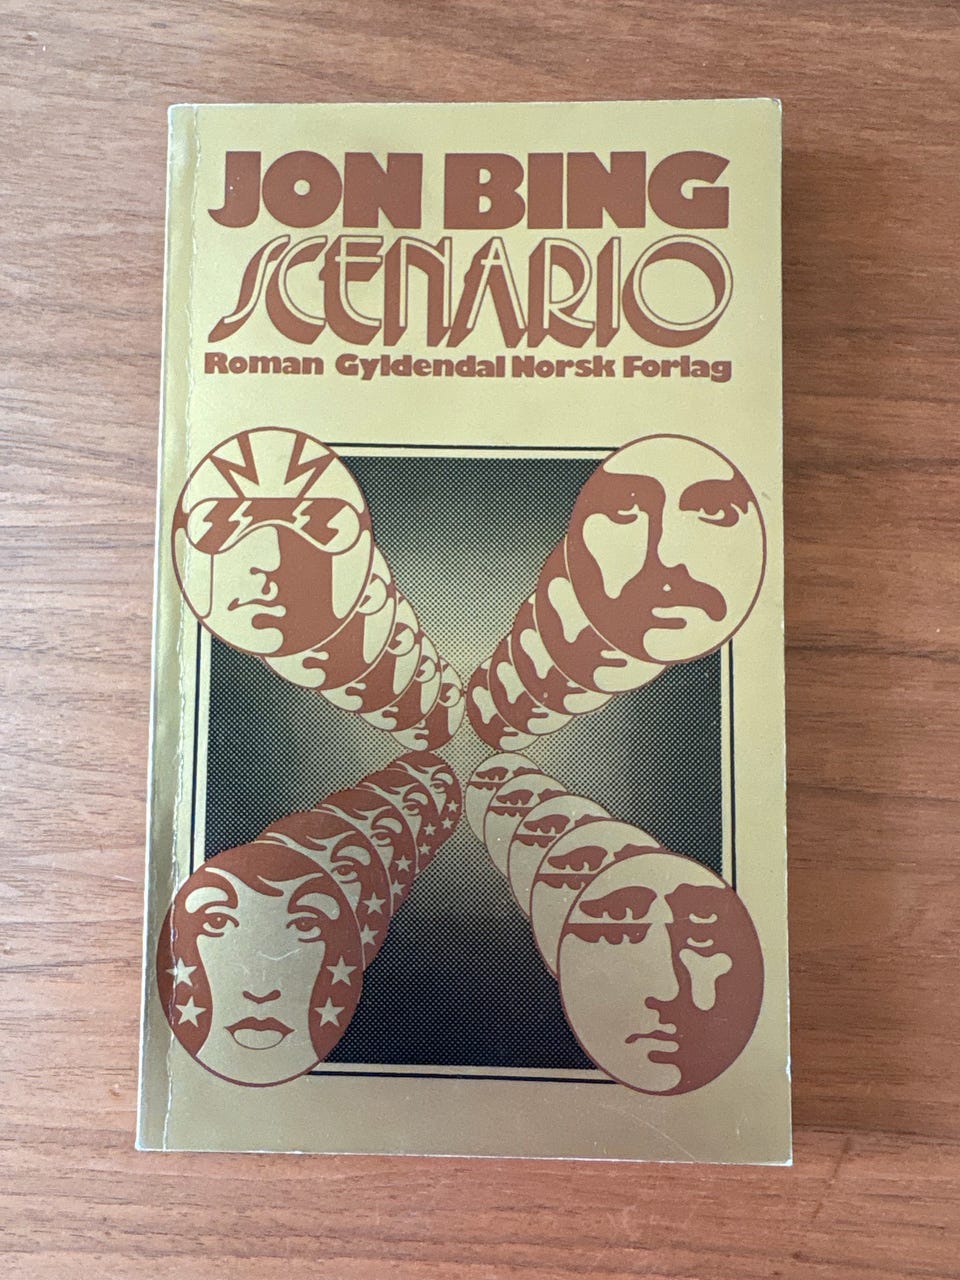 JON BING
SCENARIO
Roman Gyldendal Norsk Forlag